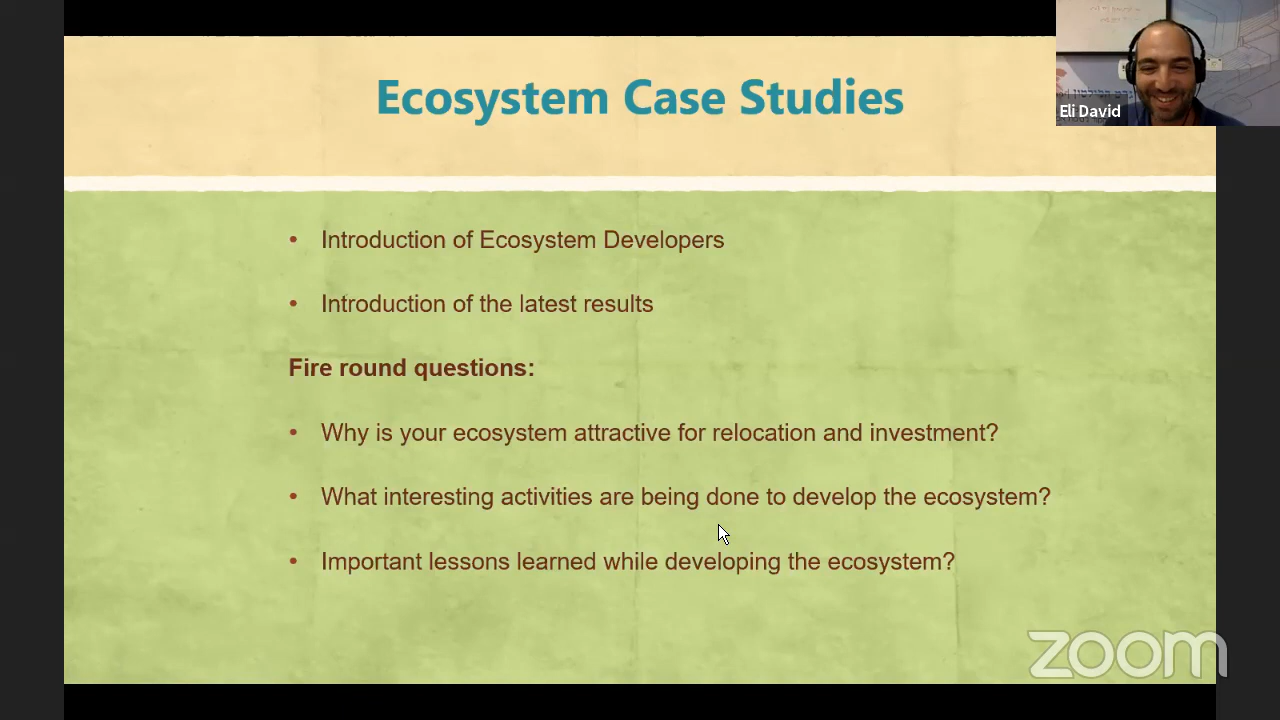 Ecosystem Case Studies
Eli David
• Introduction of Ecosystem Developers
• Introduction of the latest results
Fire round questions:
• Why is your ecosystem attractive for relocation and investment?
• What interesting activities are being done to develop the ecosystem?
• Important lessons learned while developing the ecosystem?
zoom